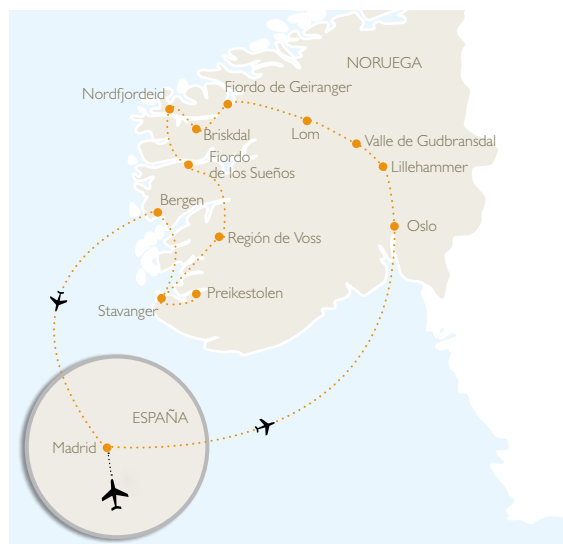 NORUEGA
Fiordo de Geiranger
Nordfjordeid
Briskdal
Lom
Valle de Gudbransdal
Fiordo
de los Sueños
Lillehammer
Bergen
Oslo
Región de Voss
Preikestolen
Stavanger
ESPAÑA
Madrid